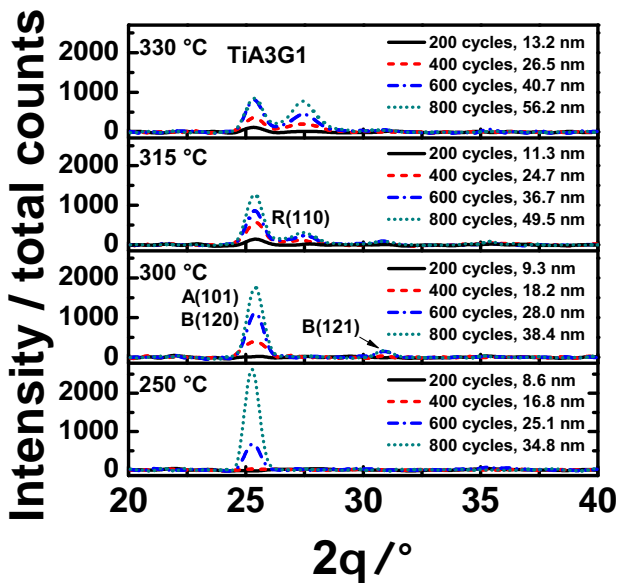 Intensity / total counts
330 °C
TiA3G1
200 cycles, 13.2 nm
400 cycles, 26.5 nm
600 cycles, 40.7 nm
800 cycles, 56.2 nm
2000
1000
0
315 °C
R(110)
200 cycles, 11.3 nm
400 cycles, 24.7 nm
600 cycles, 36.7 nm
800 cycles, 49.5 nm
2000
1000
0
300 °C
A(101)
B(120)
B(121)
200 cycles, 9.3 nm
400 cycles, 18.2 nm
600 cycles, 28.0 nm
800 cycles, 38.4 nm
2000
1000
0
250 °C
200 cycles, 8.6 nm
400 cycles, 16.8 nm
600 cycles, 25.1 nm
800 cycles, 34.8 nm
2000
1000
0
20 25 30 35 40
2q /°